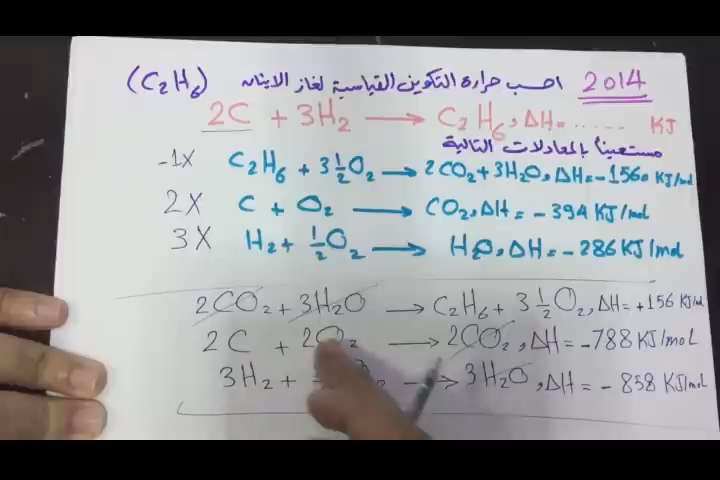 2014 احسب حرارة التكوين القياسية لغاز الايثان (C₂H₆)
2C + 3H₂ → C₂H₆, ΔH = ...... KJ
مستعيناً بالمعادلات التالية
-1X C₂H₆ + 3½O₂ → 2CO₂ + 3H₂O, ΔH = -1560 KJ/mol
2X C + O₂ → CO₂, ΔH = -394 KJ/mol
3X H₂ + ½O₂ → H₂O, ΔH = -286 KJ/mol
2CO₂ + 3H₂O → C₂H₆ + 3½O₂, ΔH = +156 KJ/m
2C + 2O₂ → 2CO₂, ΔH = -788 KJ/moL
3H₂ + → 3H₂O, ΔH = -858 KJ/moL